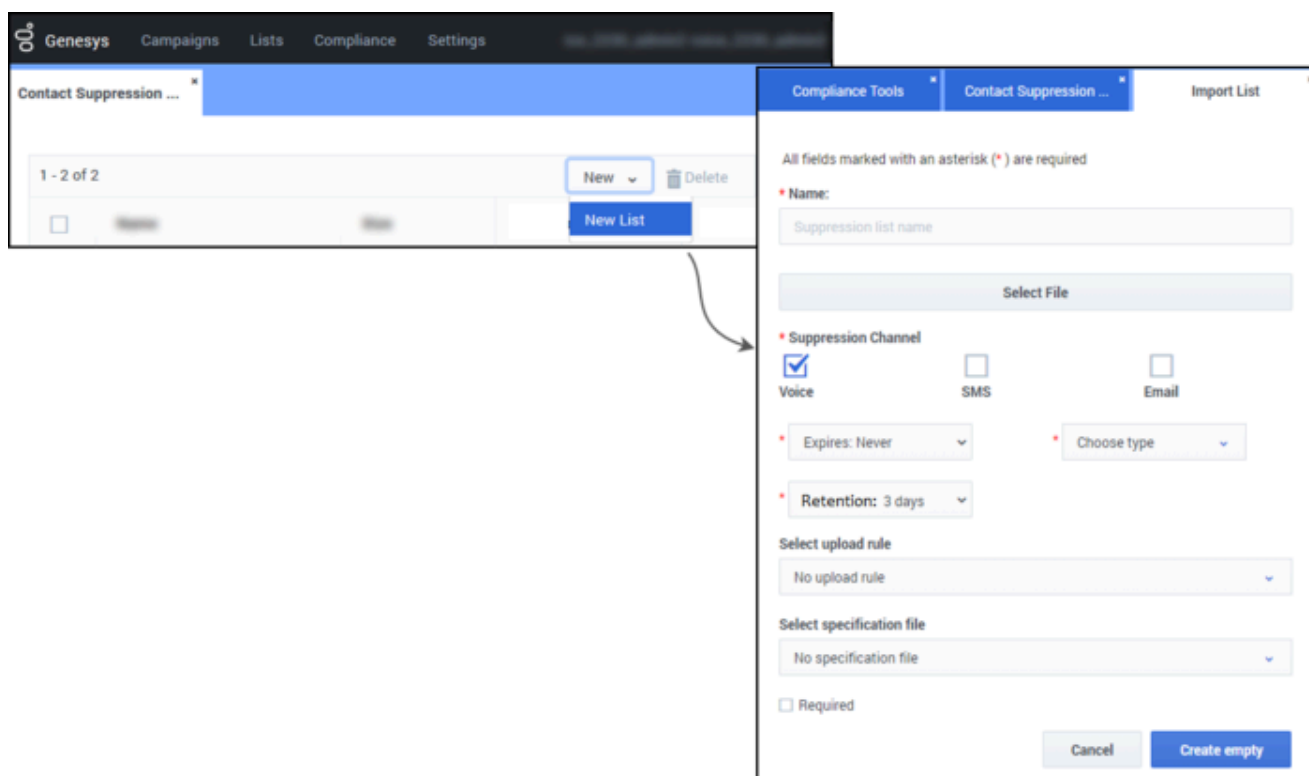 Genesys Campaigns Lists Compliance Settings
Contact Suppression ...
1 - 2 of 2 New Delete
New List
Compliance Tools Contact Suppression ... Import List
All fields marked with an asterisk (*) are required
* Name:
Suppression list name
Select File
* Suppression Channel
Voice SMS Email
* Expires: Never * Choose type
* Retention: 3 days
Select upload rule
No upload rule
Select specification file
No specification file
Required
Cancel Create empty